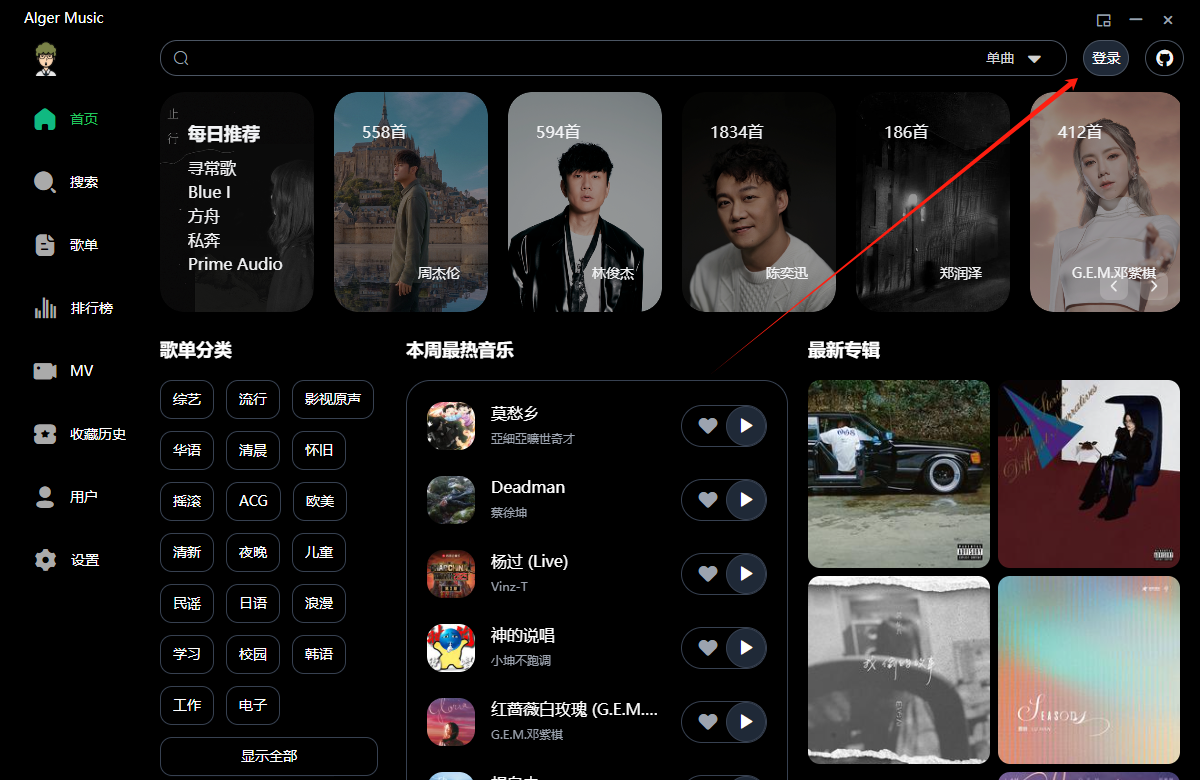 Alger Music
单曲
登录
首页
搜索
歌单
排行榜
MV
收藏历史
用户
设置
止
行
每日推荐
寻常歌
Blue I
方舟
私奔
Prime Audio
558首
周杰伦
594首
林俊杰
1834首
陈奕迅
186首
郑润泽
412首
G.E.M.邓紫棋
歌单分类
综艺
流行
影视原声
华语
清晨
怀旧
摇滚
ACG
欧美
清新
夜晚
儿童
民谣
日语
浪漫
学习
校园
韩语
工作
电子
显示全部
本周最热音乐
莫愁乡
亞細亞曠世奇才
Deadman
蔡徐坤
杨过 (Live)
Vinz-T
神的说唱
小坤不跑调
红蔷薇白玫瑰 (G.E.M....
G.E.M.邓紫棋
最新专辑
我们的故事
SEASONS